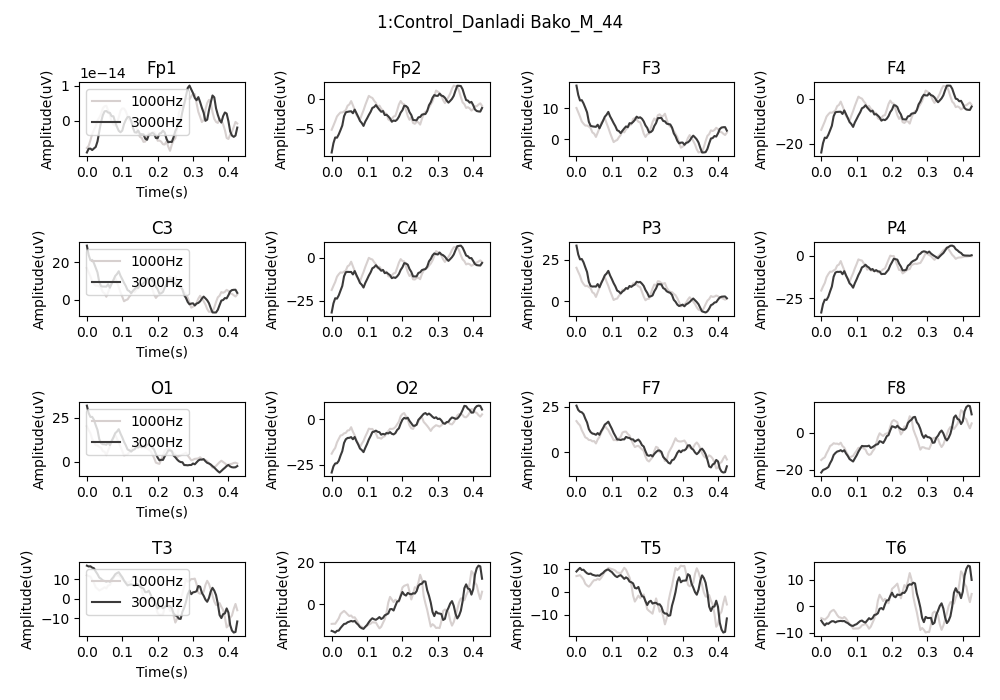 1:Control_Danladi Bako_M_44
Fp1 Fp2 F3 F4
1e−14
Amplitude(uV) 1 0 1000Hz 3000Hz
Amplitude(uV) 0 −5
Amplitude(uV) 10 0
Amplitude(uV) 0 −20
0.0 0.1 0.2 0.3 0.4 0.0 0.1 0.2 0.3 0.4 0.0 0.1 0.2 0.3 0.4 0.0 0.1 0.2 0.3 0.4
Time(s)
C3 C4 P3 P4
Amplitude(uV) 20 0 1000Hz 3000Hz
Amplitude(uV) 0 −25
Amplitude(uV) 25 0
Amplitude(uV) 0 −25
0.0 0.1 0.2 0.3 0.4 0.0 0.1 0.2 0.3 0.4 0.0 0.1 0.2 0.3 0.4 0.0 0.1 0.2 0.3 0.4
Time(s)
O1 O2 F7 F8
Amplitude(uV) 25 0 1000Hz 3000Hz
Amplitude(uV) 0 −25
Amplitude(uV) 25 0
Amplitude(uV) 0 −20
0.0 0.1 0.2 0.3 0.4 0.0 0.1 0.2 0.3 0.4 0.0 0.1 0.2 0.3 0.4 0.0 0.1 0.2 0.3 0.4
Time(s)
T3 T4 T5 T6
Amplitude(uV) 10 0 −10 1000Hz 3000Hz
Amplitude(uV) 20 0
Amplitude(uV) 10 0 −10
Amplitude(uV) 10 0 −10
0.0 0.1 0.2 0.3 0.4 0.0 0.1 0.2 0.3 0.4 0.0 0.1 0.2 0.3 0.4 0.0 0.1 0.2 0.3 0.4
Time(s)